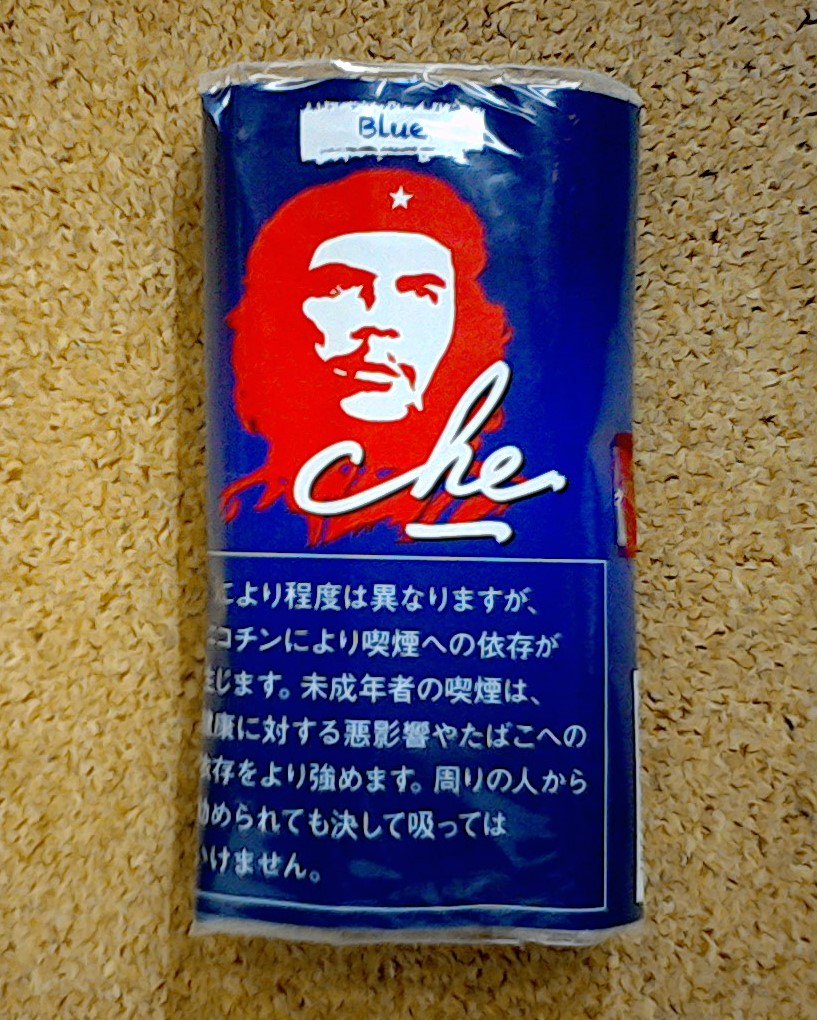 Blue
che
により程度は異なりますが、
コチンにより喫煙への依存が
じます。未成年者の喫煙は、
康に対する悪影響やたばこへの
存をより強めます。周りの人から
められても決して吸っては
いけません。